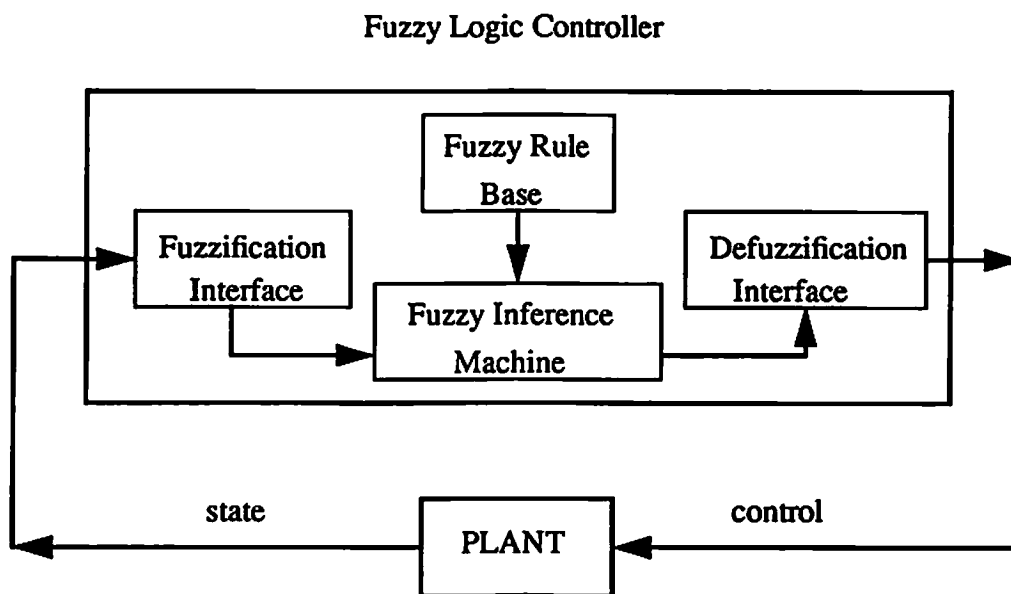 Fuzzy Logic Controller
Fuzzy Rule
Base
Fuzzification
Interface
Defuzzification
Interface
Fuzzy Inference
Machine
state
PLANT
control